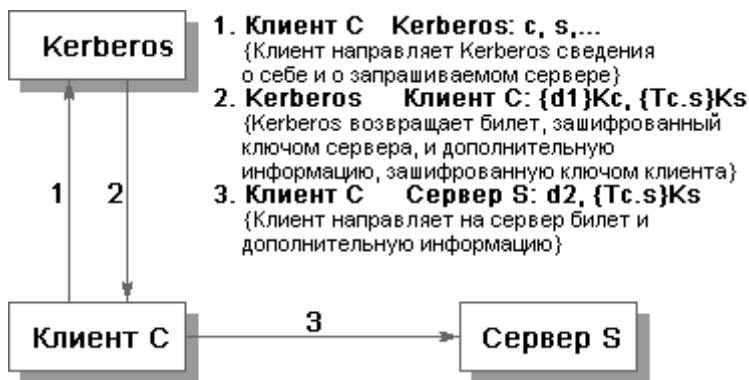 Kerberos
1. Клиент C Kerberos: c, s,...
{Клиент направляет Kerberos сведения
о себе и о запрашиваемом сервере}
2. Kerberos Клиент C: {d1}Kc, {Tc.s}Ks
{Kerberos возвращает билет, зашифрованный
ключом сервера, и дополнительную
информацию, зашифрованную ключом клиента}
3. Клиент C Сервер S: d2, {Tc.s}Ks
{Клиент направляет на сервер билет и
дополнительную информацию}
1 2
3
Клиент C
Сервер S